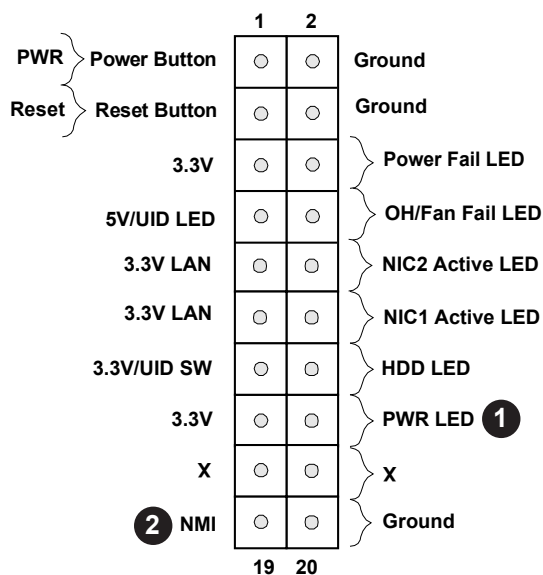 1 2
PWR Power Button Ground
Reset Reset Button Ground
3.3V Power Fail LED
5V/UID LED OH/Fan Fail LED
3.3V LAN NIC2 Active LED
3.3V LAN NIC1 Active LED
3.3V/UID SW HDD LED
3.3V PWR LED 1
X X
2 NMI Ground
19 20